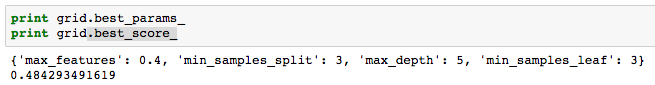 print grid.best_params_
print grid.best_score_
{'max_features': 0.4, 'min_samples_split': 3, 'max_depth': 5, 'min_samples_leaf': 3}
0.484293491619